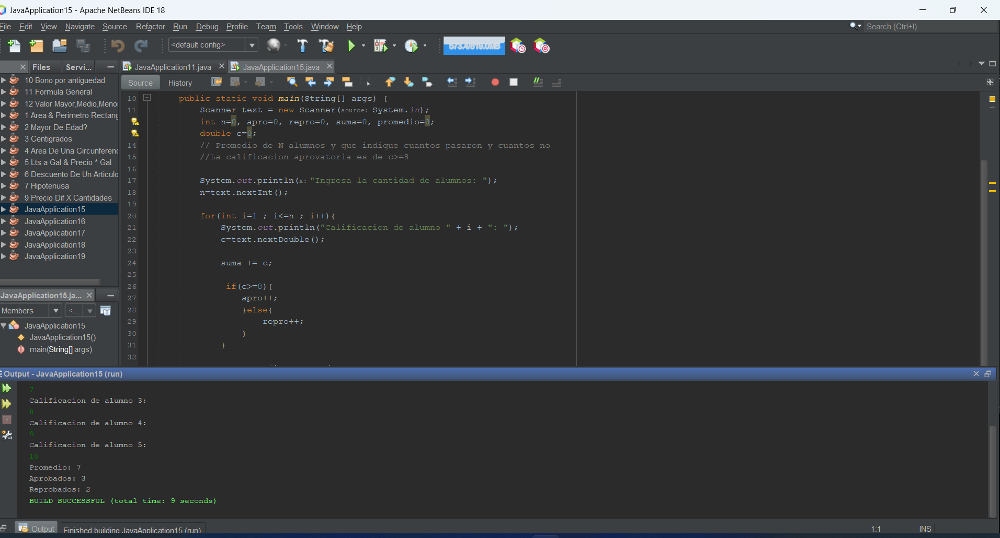 JavaApplication15 - Apache NetBeans IDE 18
File Edit View Navigate Source Refactor Run Debug Profile Team Tools Window Help
Search (Ctrl+I)
<default config>
573.4/819.0MB
Files Servi...
JavaApplication11.java JavaApplication15.java
Source History
10 Bono por antiguedad
11 Formula General
12 Valor Mayor,Medio,Menor
1 Area & Perimetro Rectang
2 Mayor De Edad?
3 Centigrados
4 Area De Una Circunferenc
5 Lts a Gal & Precio * Gal
6 Descuento De Un Articulo
7 Hipotenusa
9 Precio Dif X Cantidades
JavaApplication15
JavaApplication16
JavaApplication17
JavaApplication18
JavaApplication19
JavaApplication15.ja...
Members <...
JavaApplication15
JavaApplication15()
main(String[] args)
10 public static void main(String[] args) {
11 Scanner text = new Scanner(source: System.in);
int n=0, apro=0, repro=0, suma=0, promedio=0;
double c=0;
14 // Promedio de N alumnos y que indique cuantos pasaron y cuantos no
15 //La calificacion aprovatoria es de c>=8
16
17 System.out.println(x: "Ingresa la cantidad de alumnos: ");
18 n=text.nextInt();
19
20 for(int i=1 ; i<=n ; i++){
21 System.out.println("Calificacion de alumno " + i + ": ");
22 c=text.nextDouble();
23
24 suma += c;
25
26 if(c>=8){
27 apro++;
28 }else{
29 repro++;
30 }
31 }
32
Output - JavaApplication15 (run)
7
Calificacion de alumno 3:
8
Calificacion de alumno 4:
9
Calificacion de alumno 5:
10
Promedio: 7
Aprobados: 3
Reprobados: 2
BUILD SUCCESSFUL (total time: 9 seconds)
Output
Finished building JavaApplication15 (run)
1:1 INS